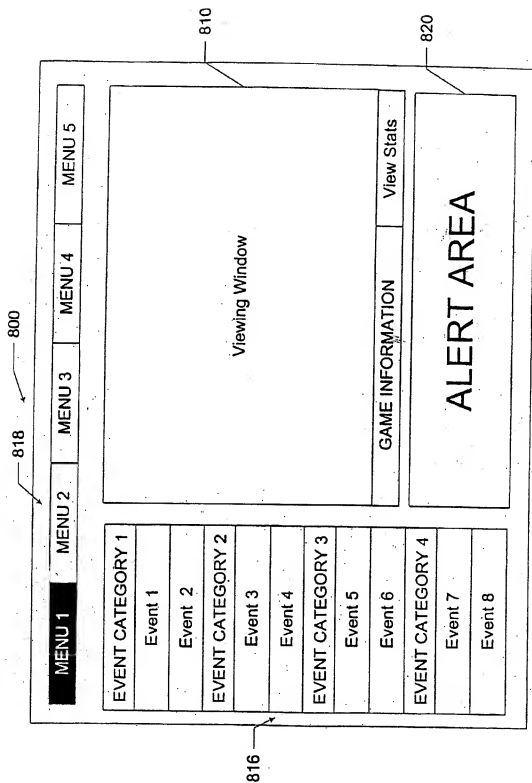 800
818
MENU 1 MENU 2 MENU 3 MENU 4 MENU 5
816
EVENT CATEGORY 1
Event 1
Event 2
EVENT CATEGORY 2
Event 3
Event 4
EVENT CATEGORY 3
Event 5
Event 6
EVENT CATEGORY 4
Event 7
Event 8
Viewing Window
810
GAME INFORMATION View Stats
ALERT AREA
820